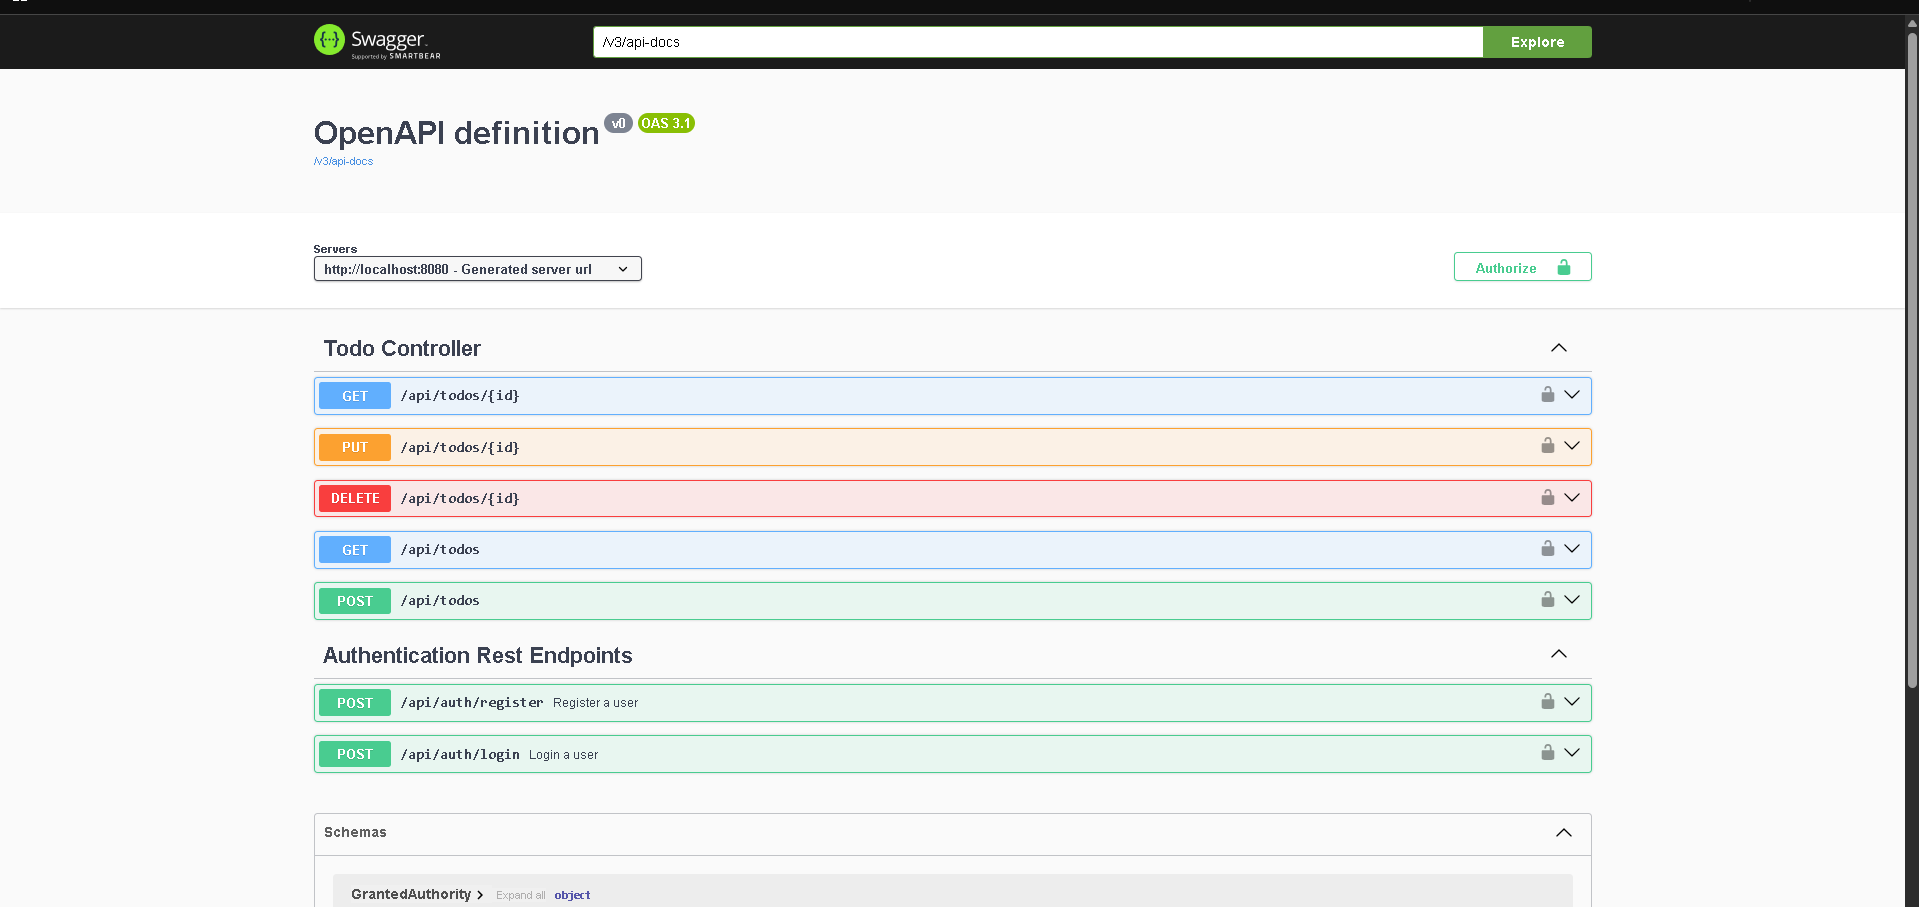 Swagger.
Supported by SMARTBEAR
/v3/api-docs
Explore
OpenAPI definition v0 OAS 3.1
/v3/api-docs
Servers
http://localhost:8080 - Generated server url
Authorize
Todo Controller
GET /api/todos/{id}
PUT /api/todos/{id}
DELETE /api/todos/{id}
GET /api/todos
POST /api/todos
Authentication Rest Endpoints
POST /api/auth/register Register a user
POST /api/auth/login Login a user
Schemas
GrantedAuthority Expand all object